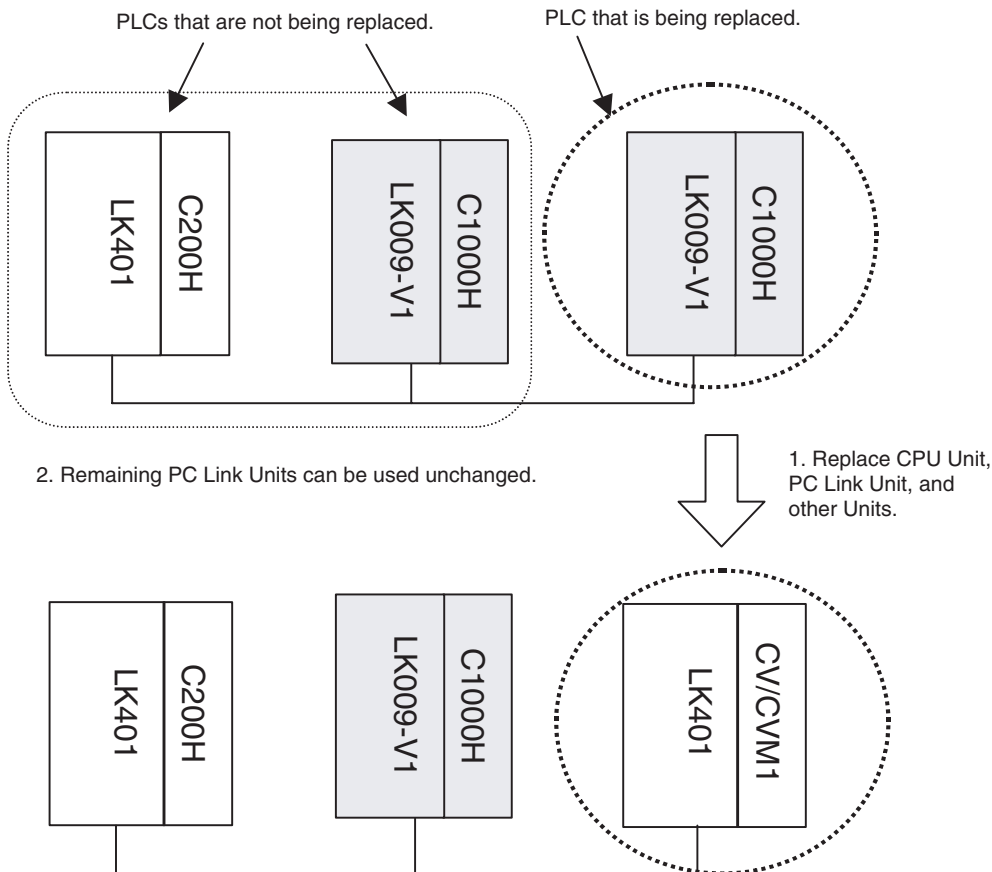 PLCs that are not being replaced.
PLC that is being replaced.
LK401
C200H
LK009-V1
C1000H
LK009-V1
C1000H
2. Remaining PC Link Units can be used unchanged.
1. Replace CPU Unit,
PC Link Unit, and
other Units.
LK401
C200H
LK009-V1
C1000H
LK401
CV/CVM1